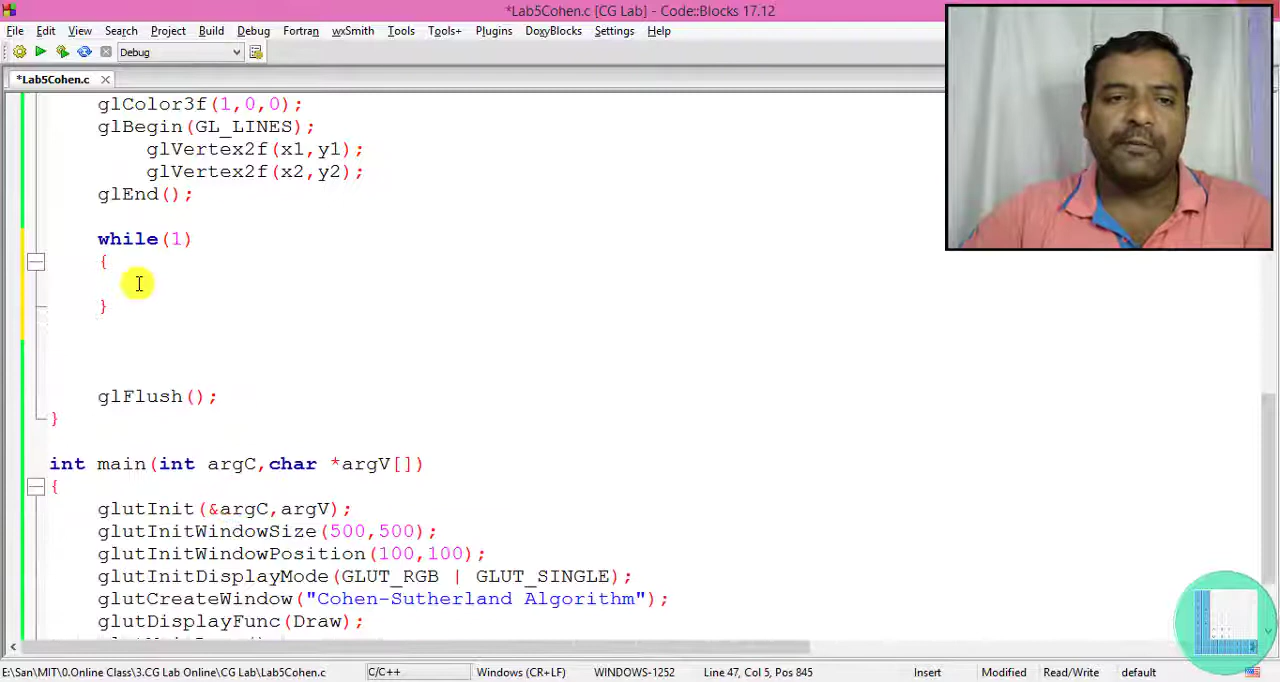 *Lab5Cohen.c [CG Lab] - Code::Blocks 17.12
File Edit View Search Project Build Debug Fortran wxSmith Tools Tools+ Plugins DoxyBlocks Settings Help
Debug
*Lab5Cohen.c
glColor3f(1,0,0);
glBegin(GL_LINES);
glVertex2f(x1,y1);
glVertex2f(x2,y2);
glEnd();
while(1)
{
}
glFlush();
}
int main(int argC,char *argV[])
{
glutInit(&argC,argV);
glutInitWindowSize(500,500);
glutInitWindowPosition(100,100);
glutInitDisplayMode(GLUT_RGB | GLUT_SINGLE);
glutCreateWindow("Cohen-Sutherland Algorithm");
glutDisplayFunc(Draw);
E:\San\MIT\0.Online Class\3.CG Lab Online\CG Lab\Lab5Cohen.c C/C++ Windows (CR+LF) WINDOWS-1252 Line 47, Col 5, Pos 845 Insert Modified Read/Write default